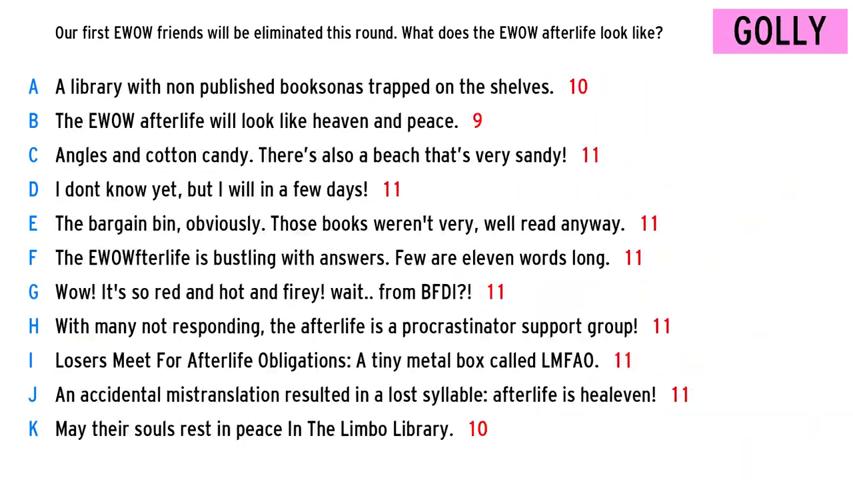 Our first EWOW friends will be eliminated this round. What does the EWOW afterlife look like?
GOLLY
A A library with non published booksonas trapped on the shelves. 10
B The EWOW afterlife will look like heaven and peace. 9
C Angles and cotton candy. There's also a beach that's very sandy! 11
D I dont know yet, but I will in a few days! 11
E The bargain bin, obviously. Those books weren't very, well read anyway. 11
F The EWOWfterlife is bustling with answers. Few are eleven words long. 11
G Wow! It's so red and hot and firey! wait.. from BFDI?! 11
H With many not responding, the afterlife is a procrastinator support group! 11
I Losers Meet For Afterlife Obligations: A tiny metal box called LMFAO. 11
J An accidental mistranslation resulted in a lost syllable: afterlife is healeven! 11
K May their souls rest in peace In The Limbo Library. 10